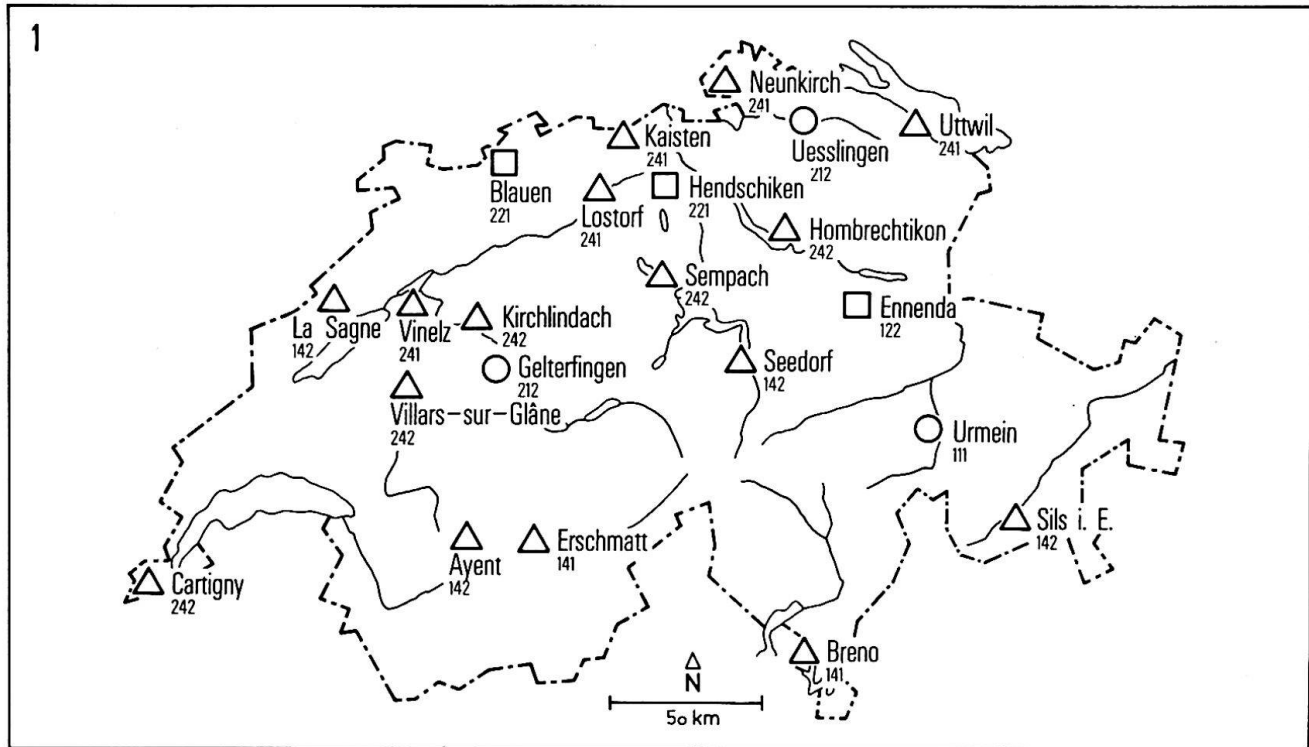 1
Neunkirch
241
Kaisten
241
Uesslingen
212
Uttwil
241
Blauen
221
Lostorf
241
Hendschiken
221
Hombrechtikon
242
Sempach
242
Ennenda
122
La Sagne
142
Vinelz
241
Kirchlindach
242
Gelterfingen
212
Seedorf
142
Villars-sur-Glâne
242
Urmein
111
Sils i. E.
142
Ayent
142
Erschmatt
141
Cartigny
242
Breno
141
N
50 km